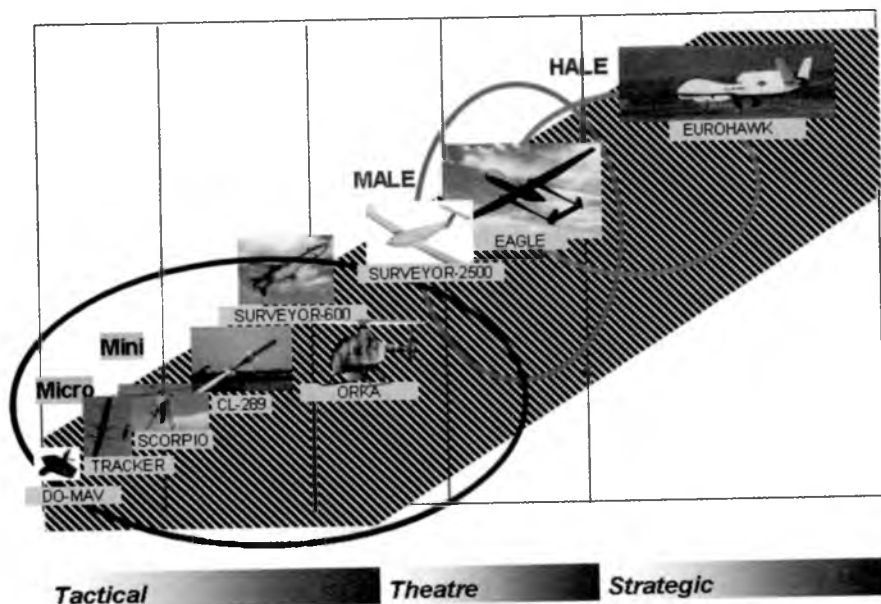 HALE
EUROHAWK
MALE
EAGLE
SURVEYOR-2500
SURVEYOR-600
Mini
ORKA
CL-289
Micro
SCORPIO
TRACKER
DO-MAV
Tactical
Theatre
Strategic